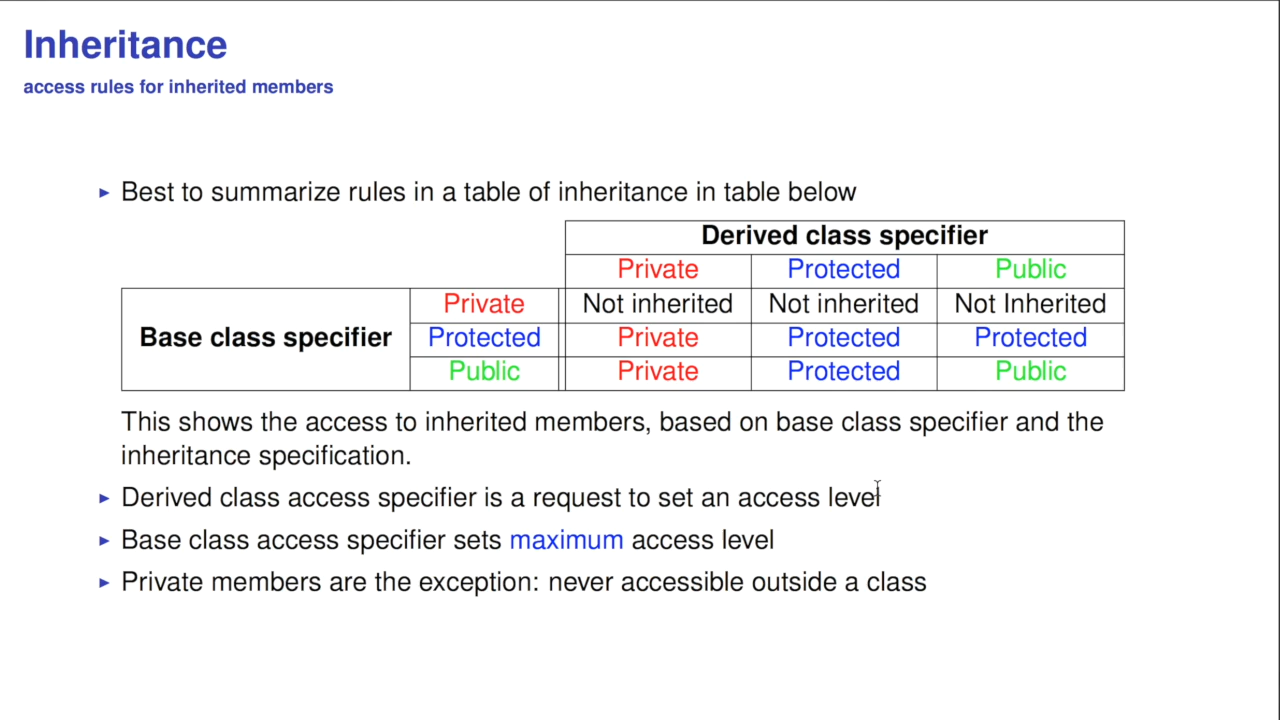 Inheritance
access rules for inherited members
Best to summarize rules in a table of inheritance in table below
Derived class specifier
Private Protected Public
Private Not inherited Not inherited Not Inherited
Base class specifier Protected Private Protected Protected
Public Private Protected Public
This shows the access to inherited members, based on base class specifier and the
inheritance specification.
Derived class access specifier is a request to set an access level
Base class access specifier sets maximum access level
Private members are the exception: never accessible outside a class